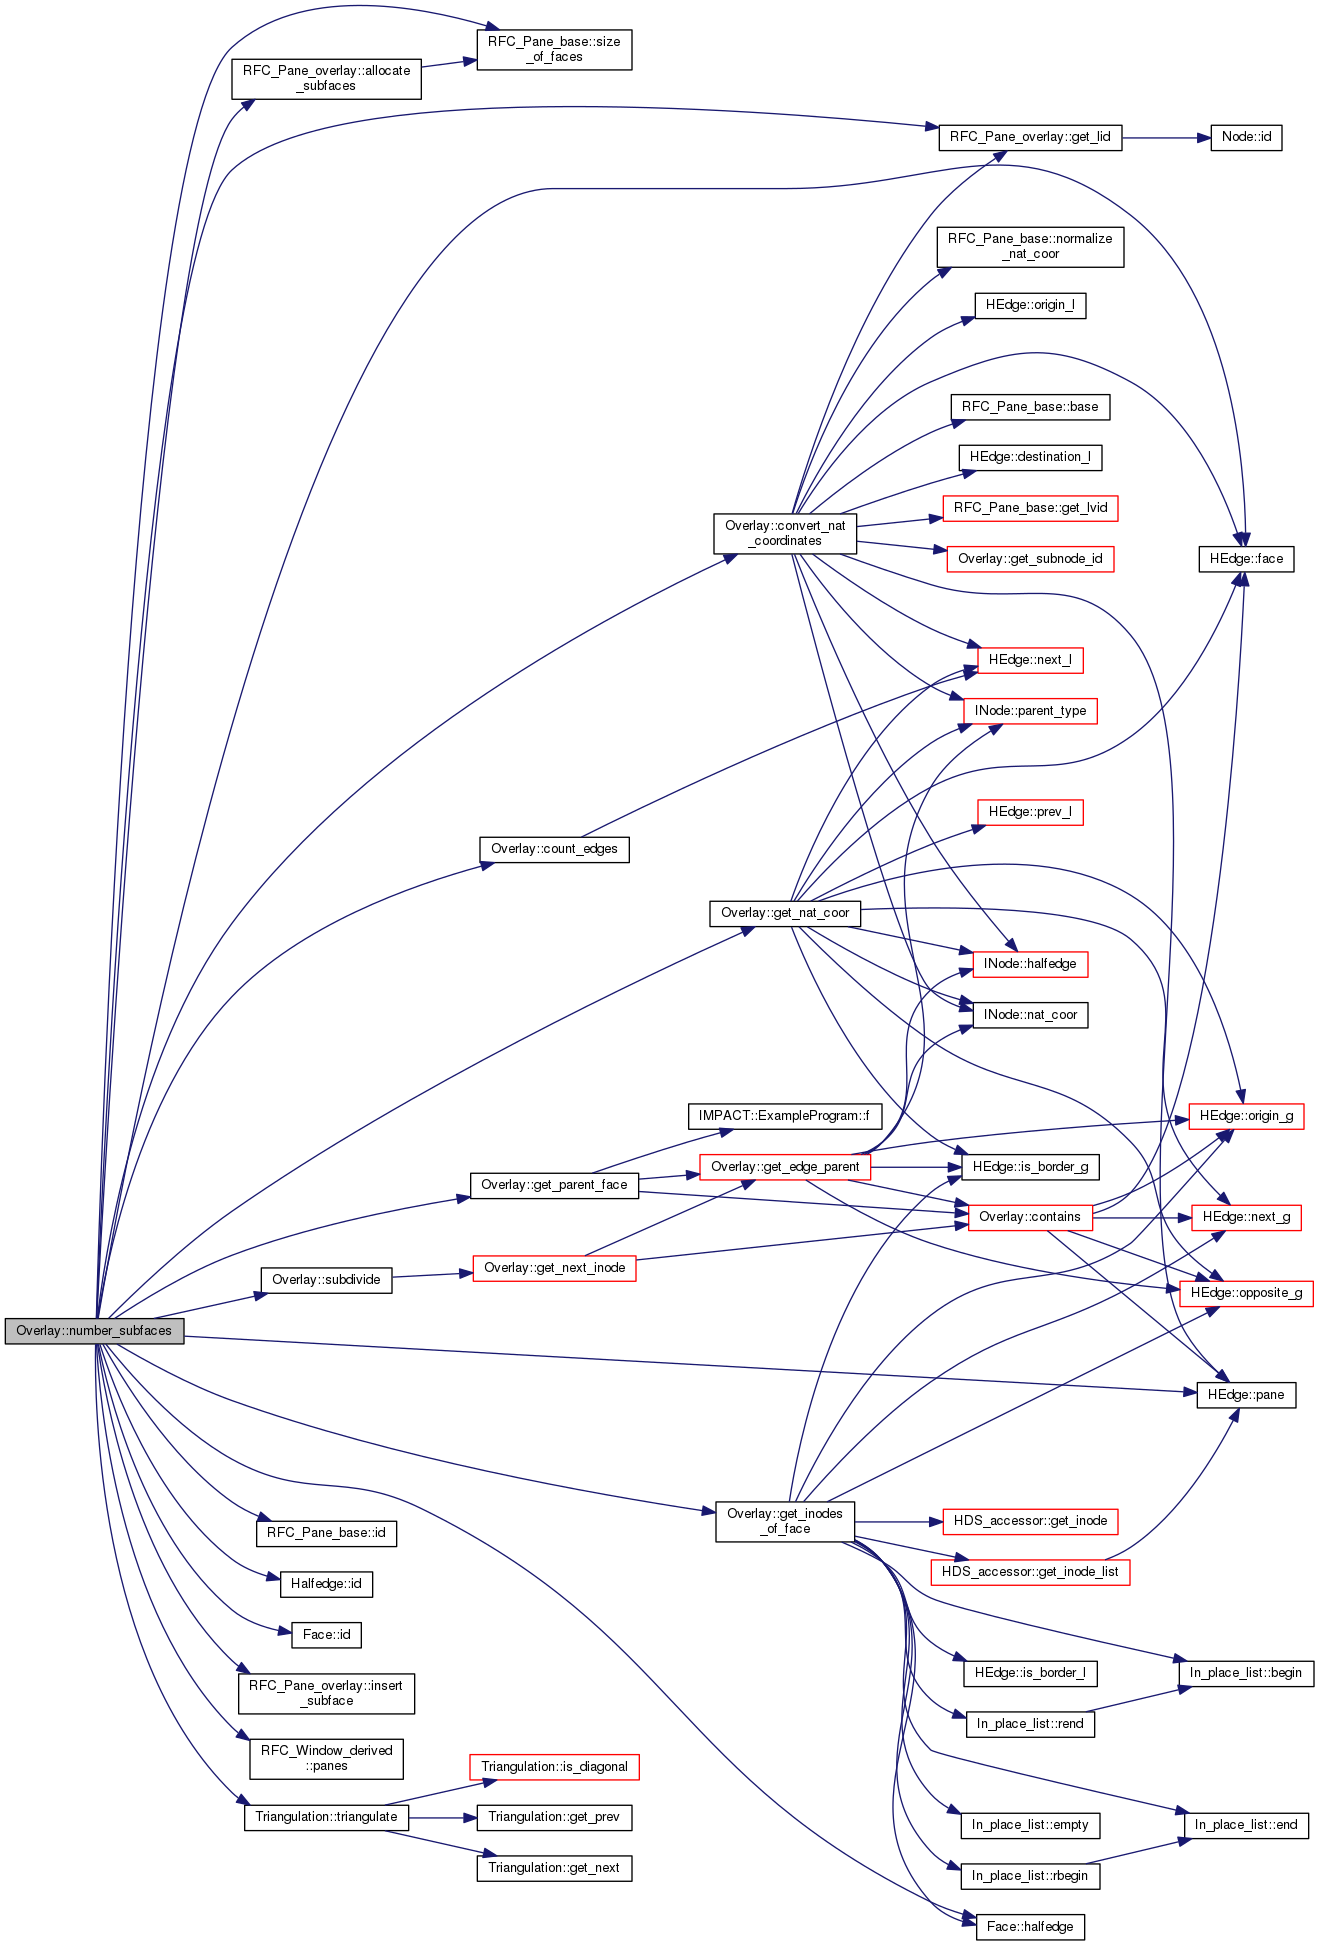 RFC_Pane_base::size
_of_faces
RFC_Pane_overlay::allocate
_subfaces
RFC_Pane_overlay::get_lid
Node::id
RFC_Pane_base::normalize
_nat_coor
HEdge::origin_l
RFC_Pane_base::base
HEdge::destination_l
RFC_Pane_base::get_lvid
Overlay::convert_nat
_coordinates
Overlay::get_subnode_id
HEdge::face
HEdge::next_l
INode::parent_type
HEdge::prev_l
Overlay::count_edges
Overlay::get_nat_coor
INode::halfedge
INode::nat_coor
IMPACT::ExampleProgram::f
HEdge::origin_g
Overlay::get_edge_parent
HEdge::is_border_g
Overlay::get_parent_face
Overlay::contains
HEdge::next_g
Overlay::subdivide
Overlay::get_next_inode
HEdge::opposite_g
Overlay::number_subfaces
HEdge::pane
Overlay::get_inodes
_of_face
HDS_accessor::get_inode
RFC_Pane_base::id
HDS_accessor::get_inode_list
Halfedge::id
Face::id
HEdge::is_border_l
In_place_list::begin
RFC_Pane_overlay::insert
_subface
In_place_list::rend
RFC_Window_derived
::panes
Triangulation::is_diagonal
Triangulation::triangulate
Triangulation::get_prev
In_place_list::empty
In_place_list::end
Triangulation::get_next
In_place_list::rbegin
Face::halfedge